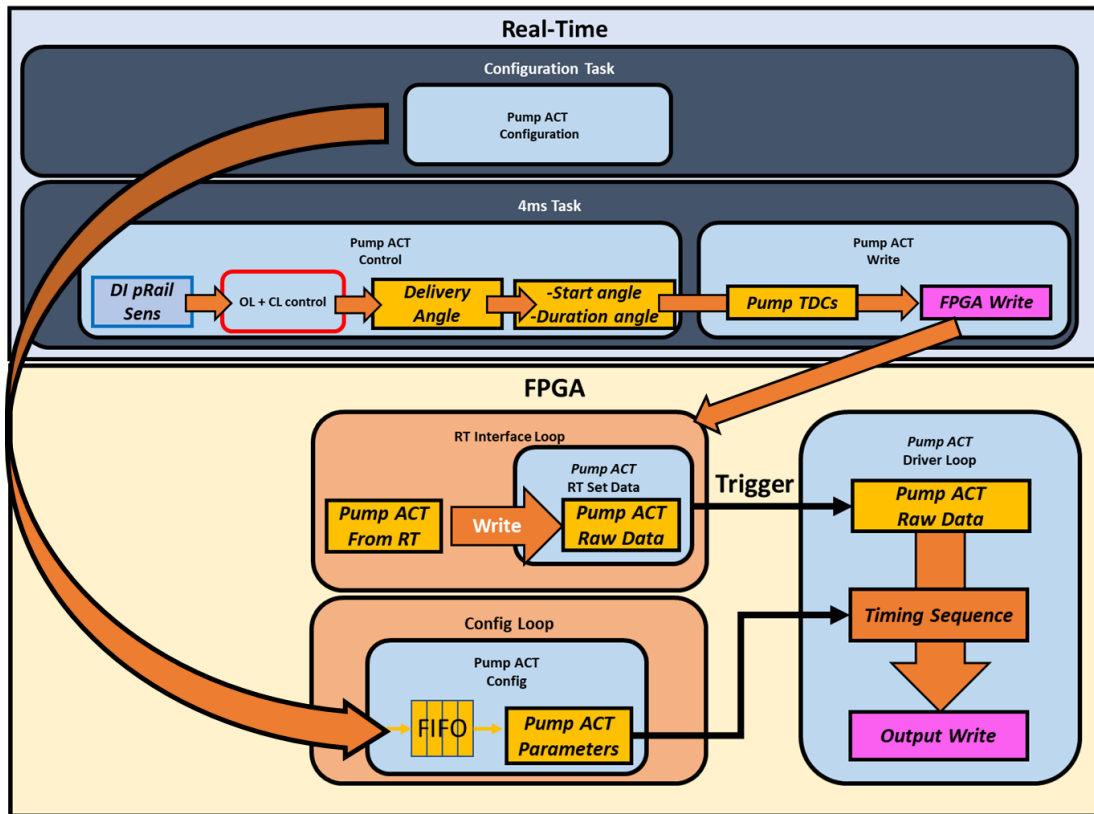 Real-Time
Configuration Task
Pump ACT
Configuration
4ms Task
Pump ACT
Control
DI pRail
Sens
OL + CL control
Delivery
Angle
-Start angle
-Duration angle
Pump ACT
Write
Pump TDCs
FPGA Write
FPGA
RT Interface Loop
Pump ACT
RT Set Data
Pump ACT
From RT
Write
Pump ACT
Raw Data
Trigger
Pump ACT
Driver Loop
Pump ACT
Raw Data
Timing Sequence
Output Write
Config Loop
Pump ACT
Config
FIFO
Pump ACT
Parameters